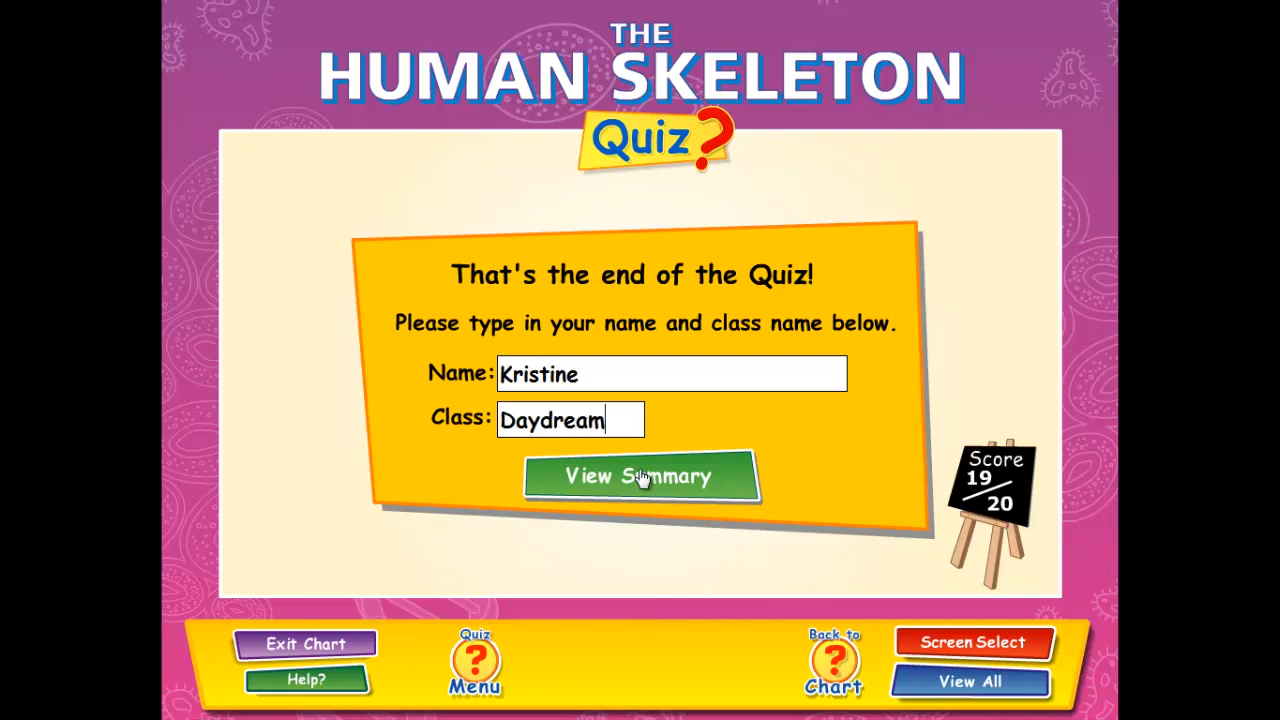 THE
HUMAN SKELETON
Quiz?
That's the end of the Quiz!
Please type in your name and class name below.
Name: Kristine
Class: Daydream
View Summary
Score
19
20
Exit Chart
Help?
Quiz
?
Menu
Back to
?
Chart
Screen Select
View All